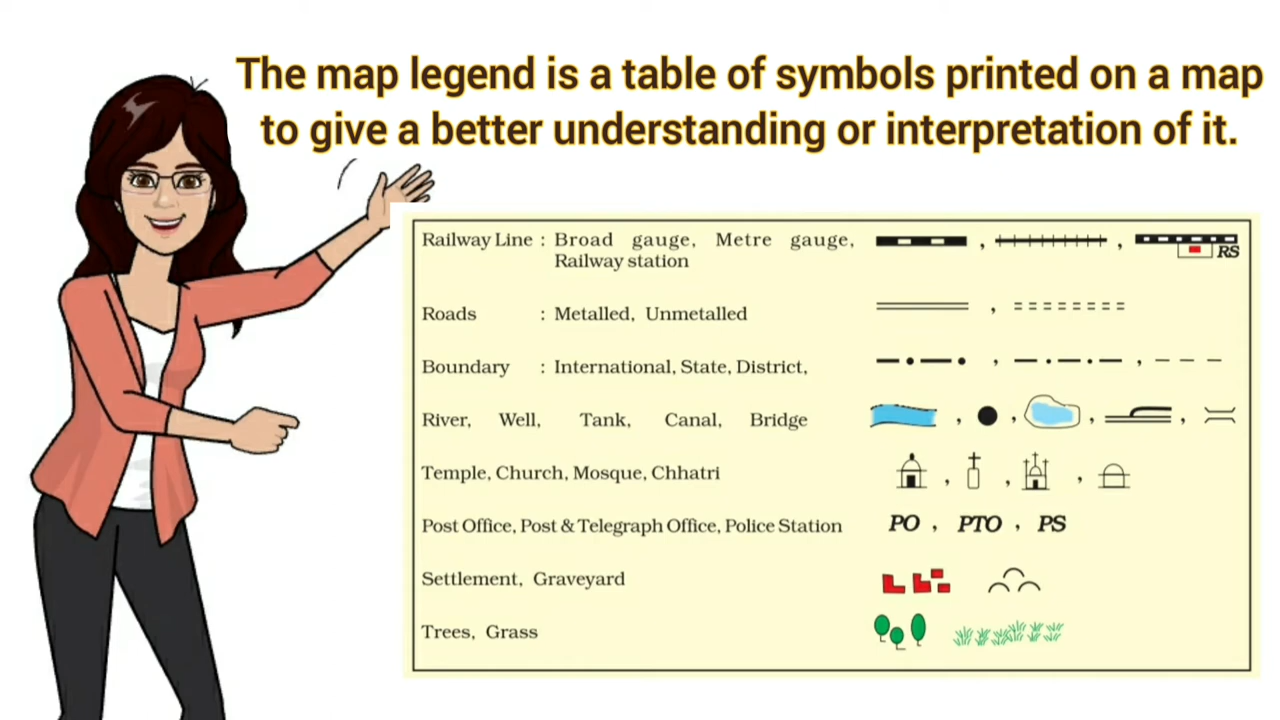 The map legend is a table of symbols printed on a map
to give a better understanding or interpretation of it.
Railway Line : Broad gauge, Metre gauge,
Railway station
RS
Roads : Metalled, Unmetalled
Boundary : International, State, District,
River, Well, Tank, Canal, Bridge
Temple, Church, Mosque, Chhatri
Post Office, Post & Telegraph Office, Police Station PO , PTO , PS
Settlement, Graveyard
Trees, Grass